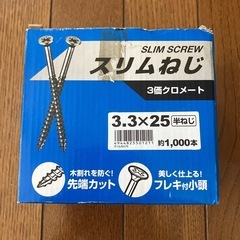 SLIM SCREW
スリムねじ
3価クロメート
3.3×25 半ねじ
4944825501211
約1,000本
木割れを防ぐ!
先端カット
美しく仕上る!
フレキ付小頭